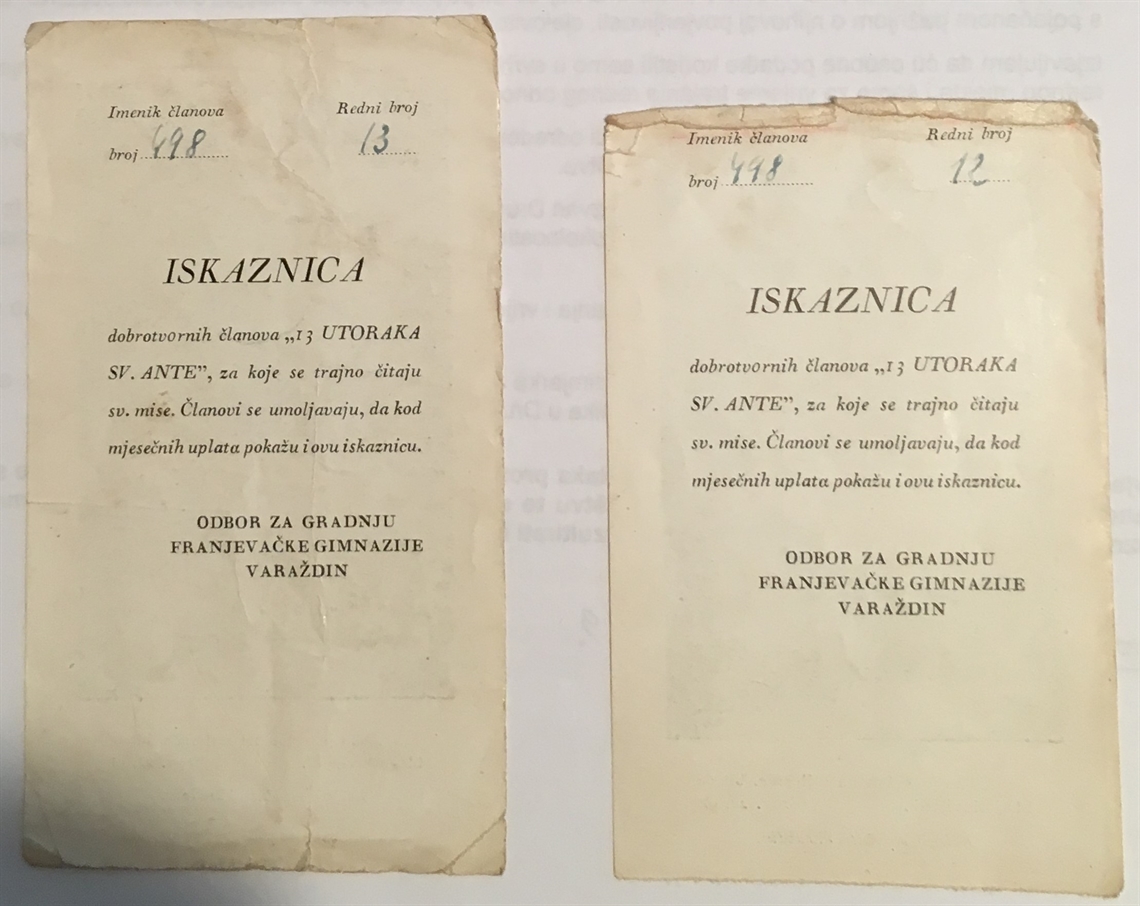 Imenik članova
Redni broj
broj 498
13
ISKAZNICA
dobrotvornih članova „13 UTORAKA
SV. ANTE”, za koje se trajno čitaju
sv. mise. Članovi se umoljavaju, da kod
mjesečnih uplata pokažu i ovu iskaznicu.
ODBOR ZA GRADNJU
FRANJEVAČKE GIMNAZIJE
VARAŽDIN
Imenik članova
Redni broj
broj 498
12
ISKAZNICA
dobrotvornih članova „13 UTORAKA
SV. ANTE”, za koje se trajno čitaju
sv. mise. Članovi se umoljavaju, da kod
mjesečnih uplata pokažu i ovu iskaznicu.
ODBOR ZA GRADNJU
FRANJEVAČKE GIMNAZIJE
VARAŽDIN